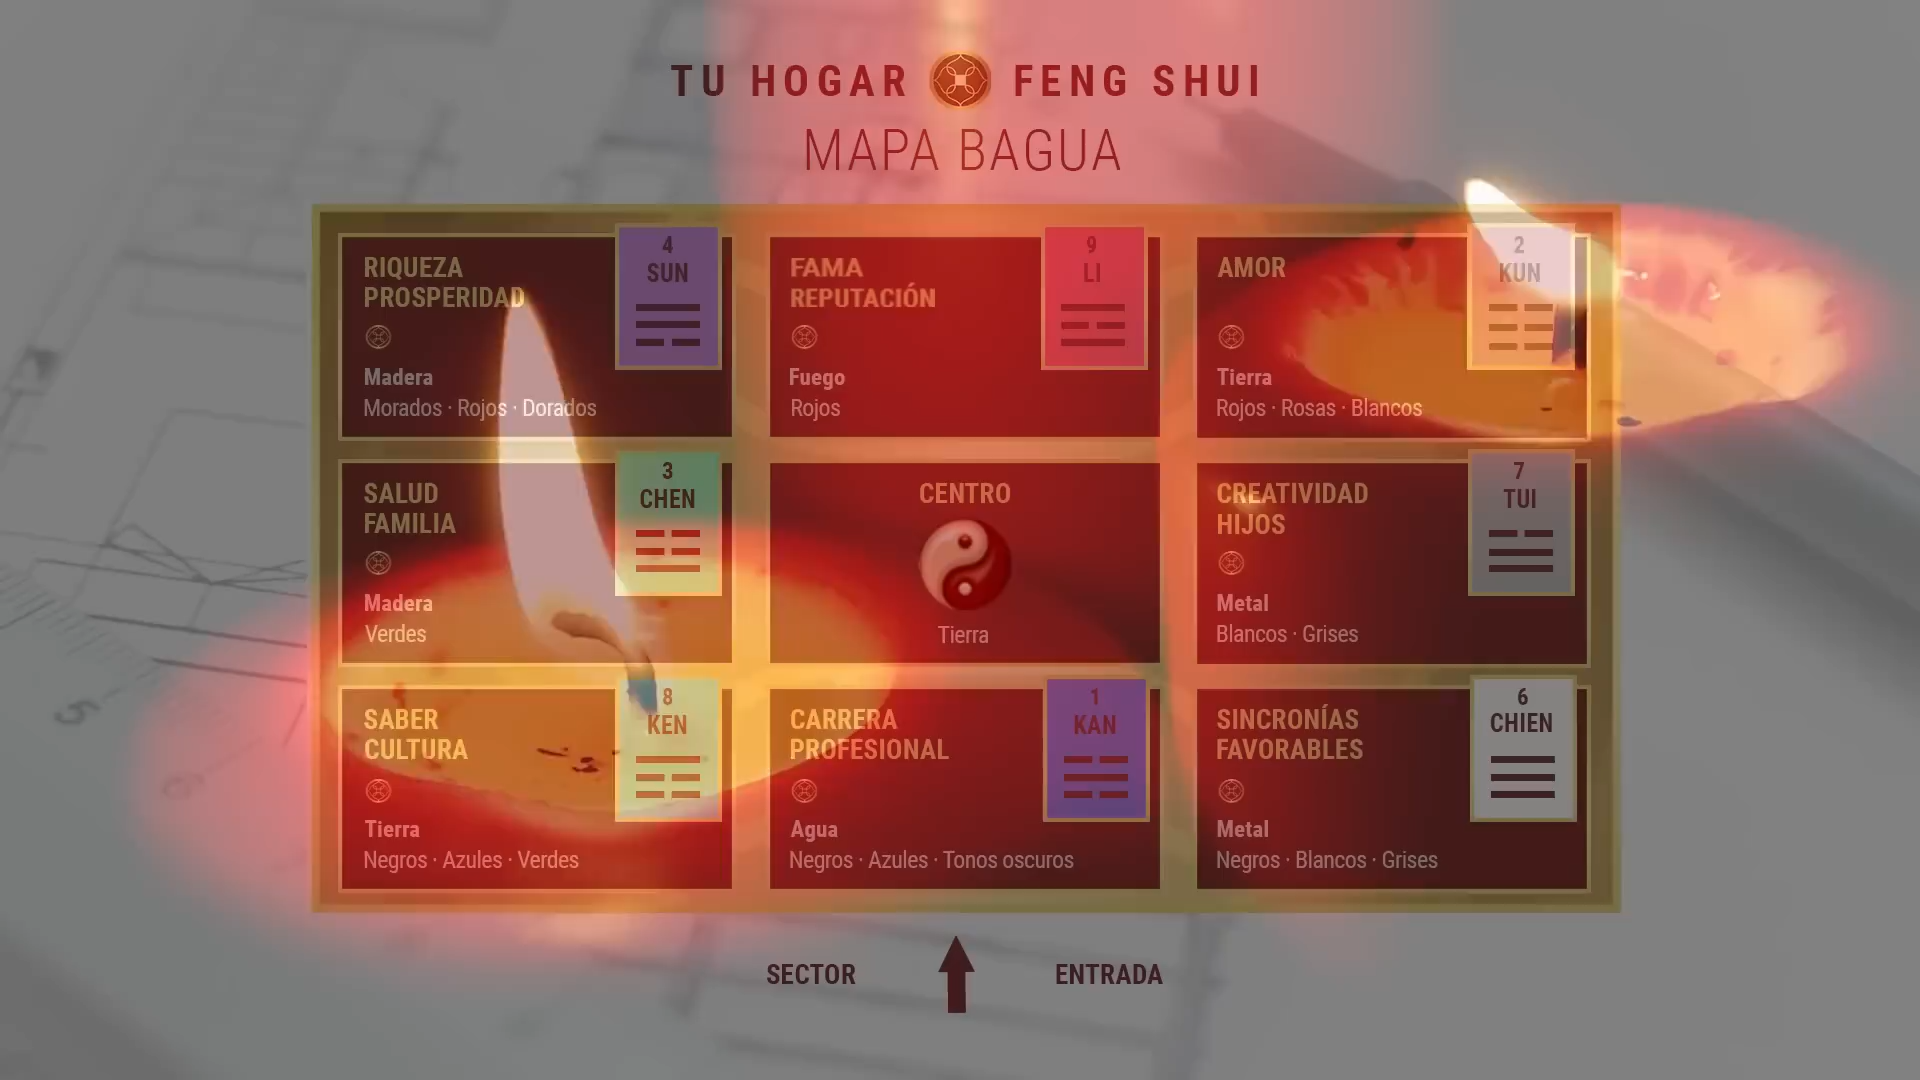 TU HOGAR FENG SHUI
MAPA BAGUA
RIQUEZA
PROSPERIDAD
4
SUN
Madera
Morados · Rojos · Dorados
FAMA
REPUTACIÓN
9
LI
Fuego
Rojos
AMOR
2
KUN
Tierra
Rojos · Rosas · Blancos
SALUD
FAMILIA
3
CHEN
Madera
Verdes
CENTRO
Tierra
CREATIVIDAD
HIJOS
7
TUI
Metal
Blancos · Grises
SABER
CULTURA
8
KEN
Tierra
Negros · Azules · Verdes
CARRERA
PROFESIONAL
1
KAN
Agua
Negros · Azules · Tonos oscuros
SINCRONÍAS
FAVORABLES
6
CHIEN
Metal
Negros · Blancos · Grises
SECTOR ENTRADA
5